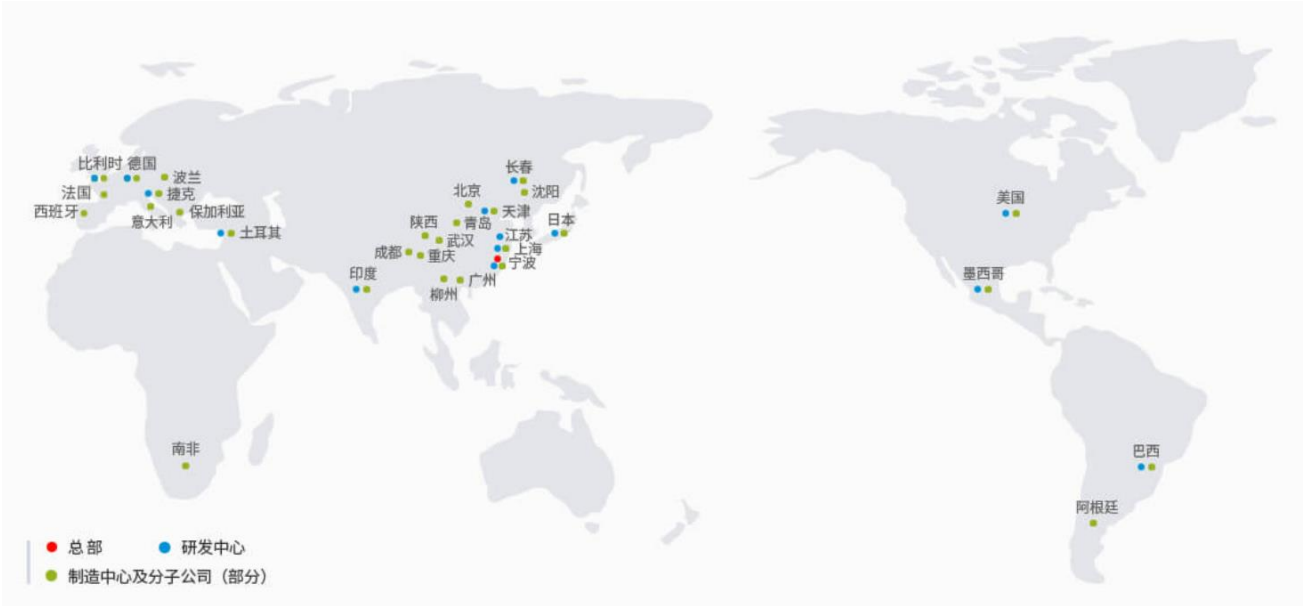 比利时
德国
波兰
法国
捷克
西班牙
意大利
保加利亚
土耳其
长春
沈阳
北京
天津
陕西
青岛
日本
武汉
江苏
成都
重庆
上海
宁波
印度
柳州
广州
美国
墨西哥
南非
巴西
阿根廷
总部
研发中心
制造中心及分子公司（部分）